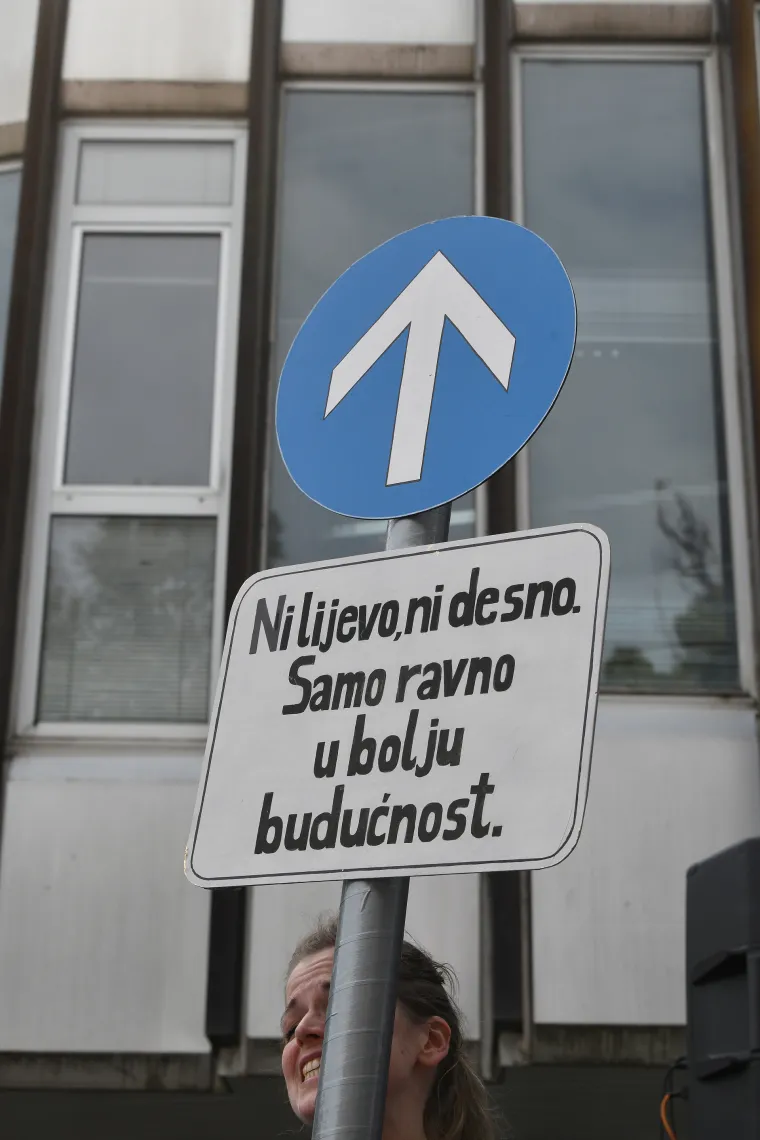 Ni lijevo, ni desno.
Samo ravno
u bolju
budućnost.